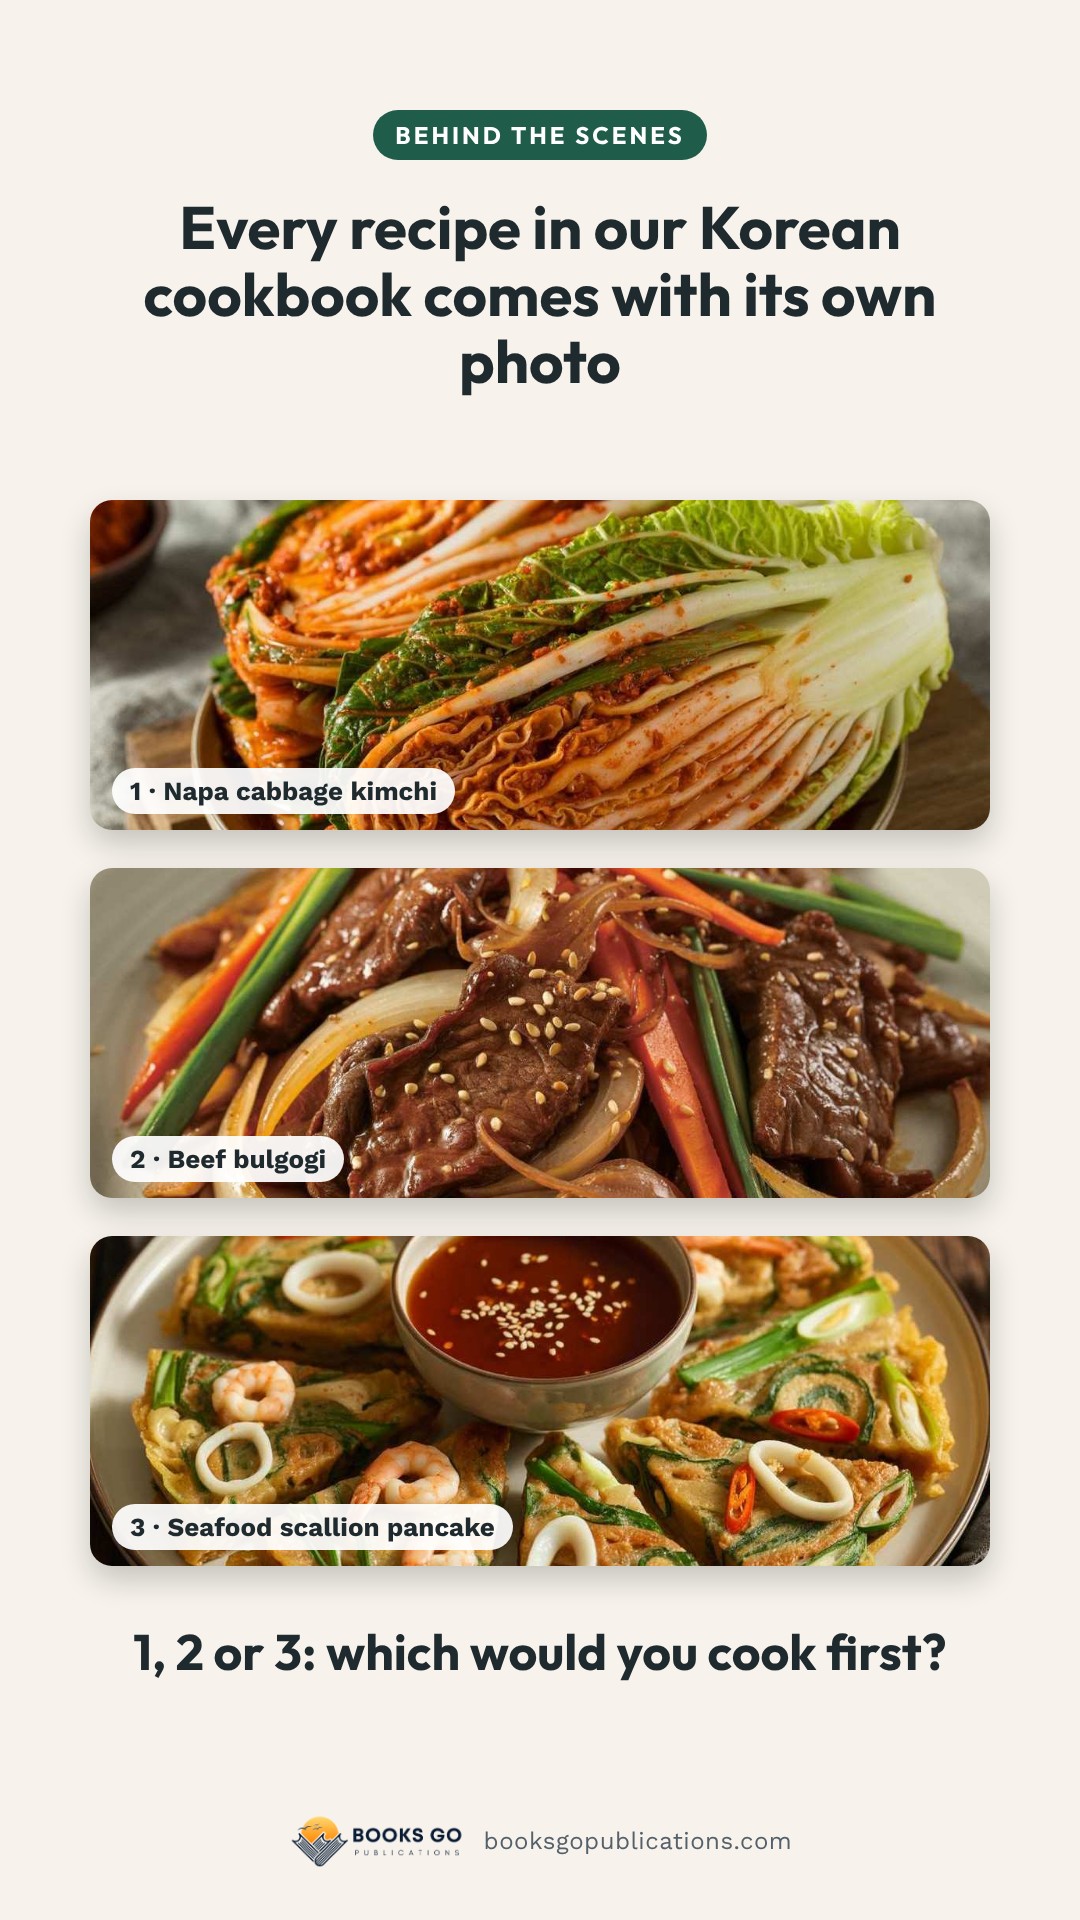 BEHIND THE SCENES
Every recipe in our Korean
cookbook comes with its own
photo
1 · Napa cabbage kimchi
2 · Beef bulgogi
3 · Seafood scallion pancake
1, 2 or 3: which would you cook first?
BOOKS GO
PUBLICATIONS
booksgopublications.com